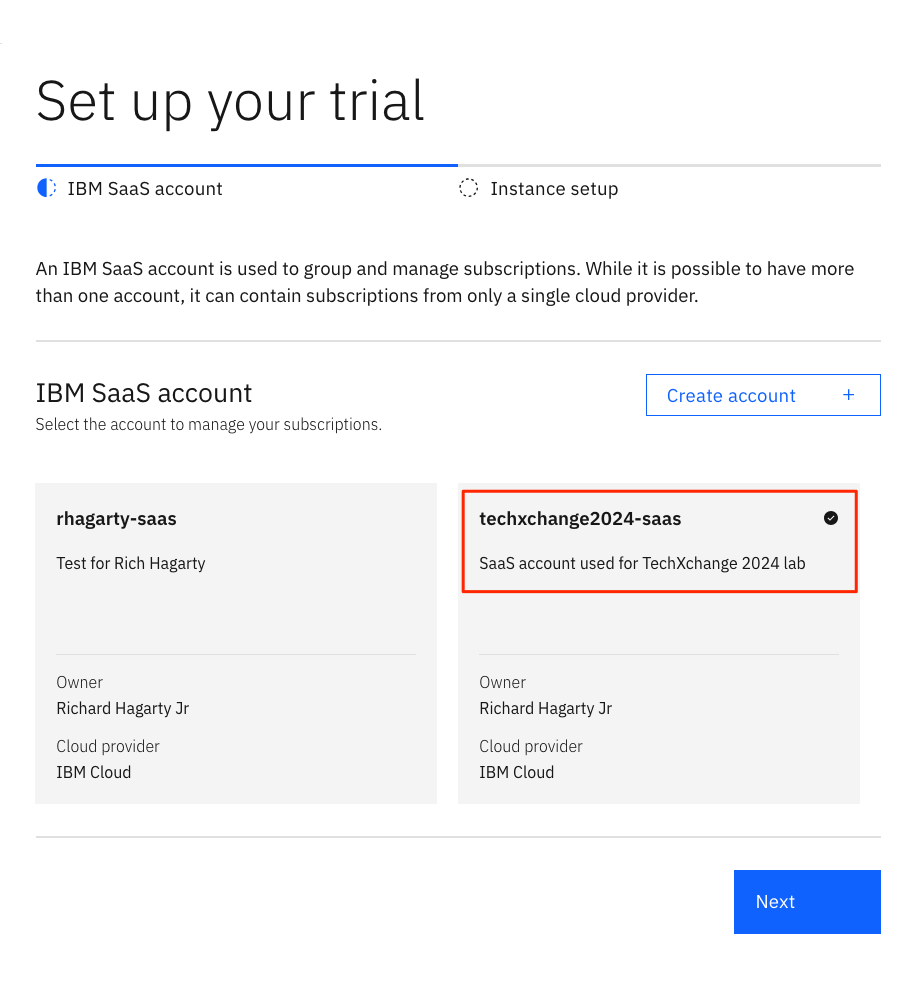 Set up your trial
IBM SaaS account
Instance setup
An IBM SaaS account is used to group and manage subscriptions. While it is possible to have more
than one account, it can contain subscriptions from only a single cloud provider.
IBM SaaS account
Create account +
Select the account to manage your subscriptions.
rhagarty-saas
Test for Rich Hagarty
Owner
Richard Hagarty Jr
Cloud provider
IBM Cloud
techxchange2024-saas
SaaS account used for TechXchange 2024 lab
Owner
Richard Hagarty Jr
Cloud provider
IBM Cloud
Next